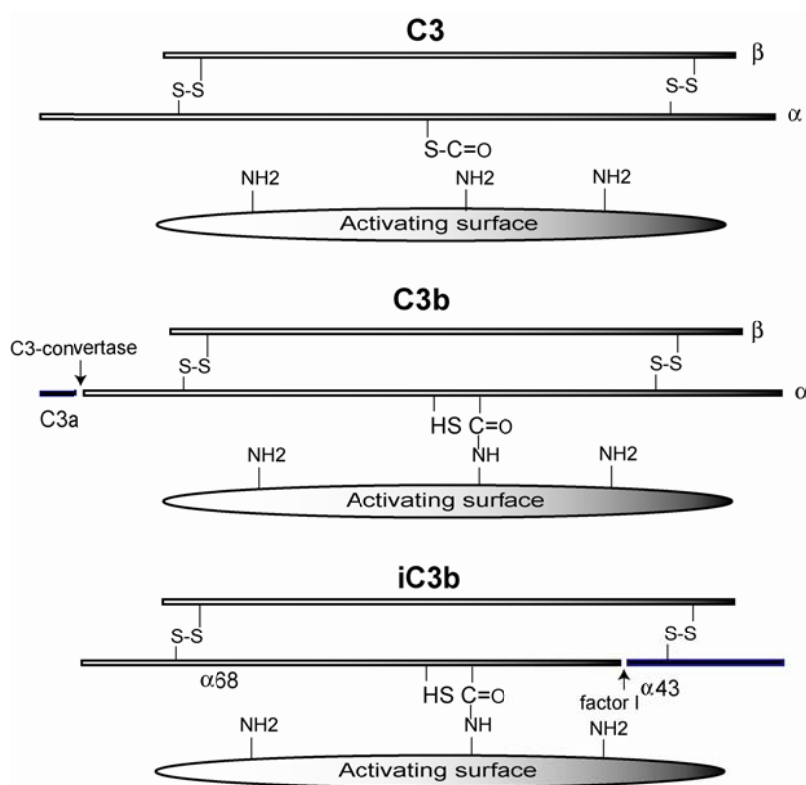 C3
β
S-S S-S
α
S-C=O
NH2 NH2 NH2
Activating surface
C3b
β
C3-convertase
S-S S-S
α
C3a
HS C=O
NH2 NH NH2
Activating surface
iC3b
S-S S-S
α68 α43
HS C=O factor I
NH2 NH NH2
Activating surface